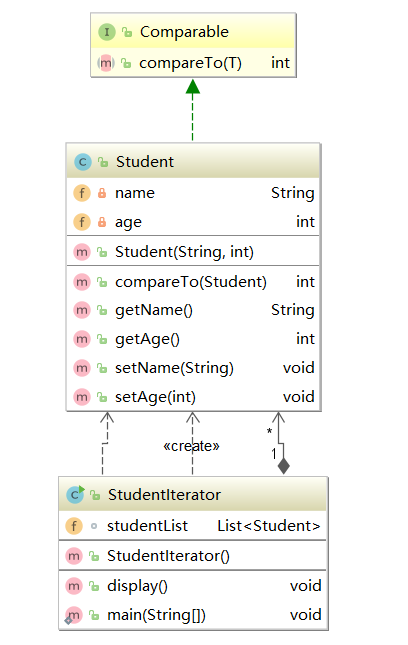 I Comparable
m compareTo(T) int
C Student
f name String
f age int
m Student(String, int)
m compareTo(Student) int
m getName() String
m getAge() int
m setName(String) void
m setAge(int) void
*
«create»
1
C StudentIterator
f studentList List<Student>
m StudentIterator()
m display() void
m main(String[]) void